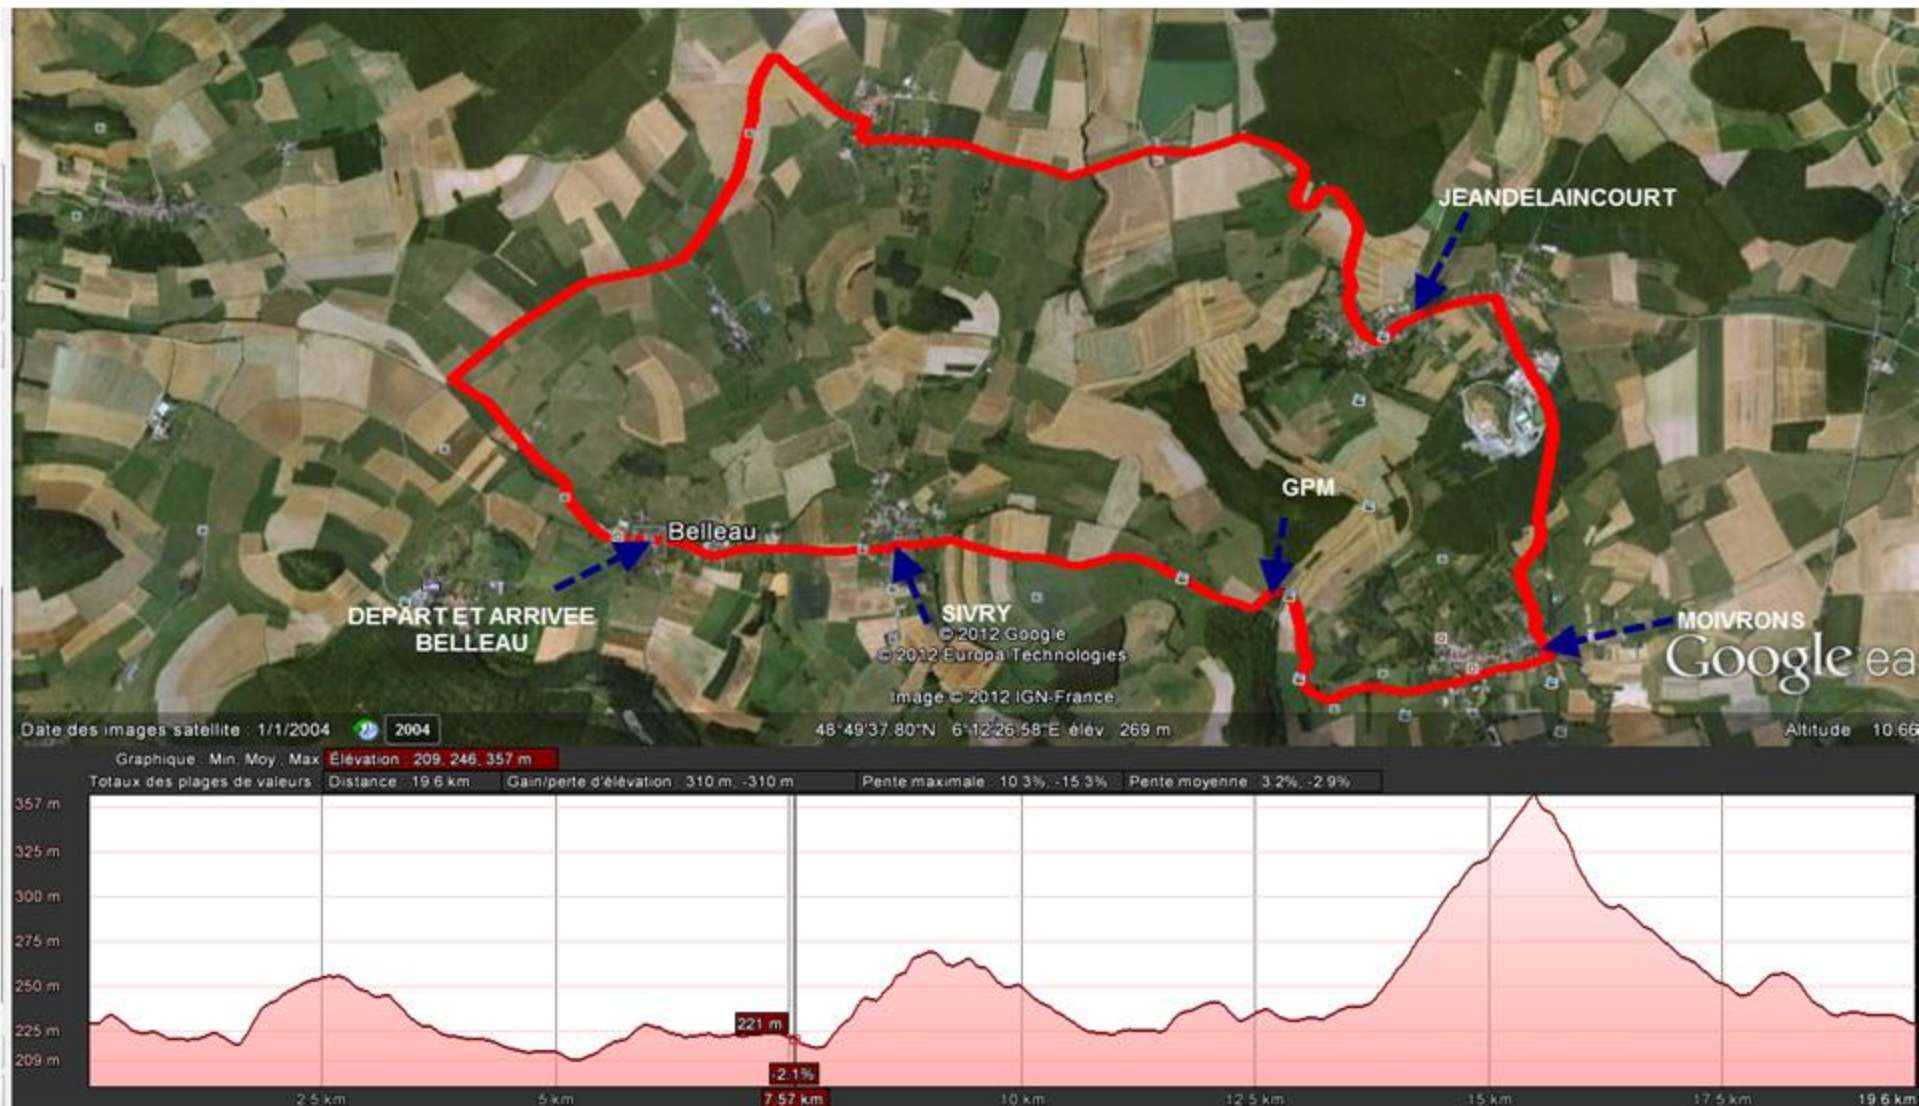 JEANDELAINCOURT
GPM
Belleau
DEPART ET ARRIVEE
BELLEAU
SIVRY
© 2012 Google
© 2012 Europa Technologies
Image © 2012 IGN-France
MOIVRONS
Google ea
Date des images satellite : 1/1/2004
2004
48°49'37.80"N 6°12'26.58"E élév. 269 m
Altitude 10.66
Graphique : Min, Moy , Max Élévation : 209, 246, 357 m
Totaux des plages de valeurs : Distance : 19.6 km Gain/perte d'élévation : 310 m, -310 m Pente maximale : 10.3%, -15.3% Pente moyenne : 3.2%, -2.9%
357 m
325 m
300 m
275 m
250 m
225 m
209 m
221 m
-2.1%
2.5 km 5 km 7.57 km 10 km 12.5 km 15 km 17.5 km 19.6 km